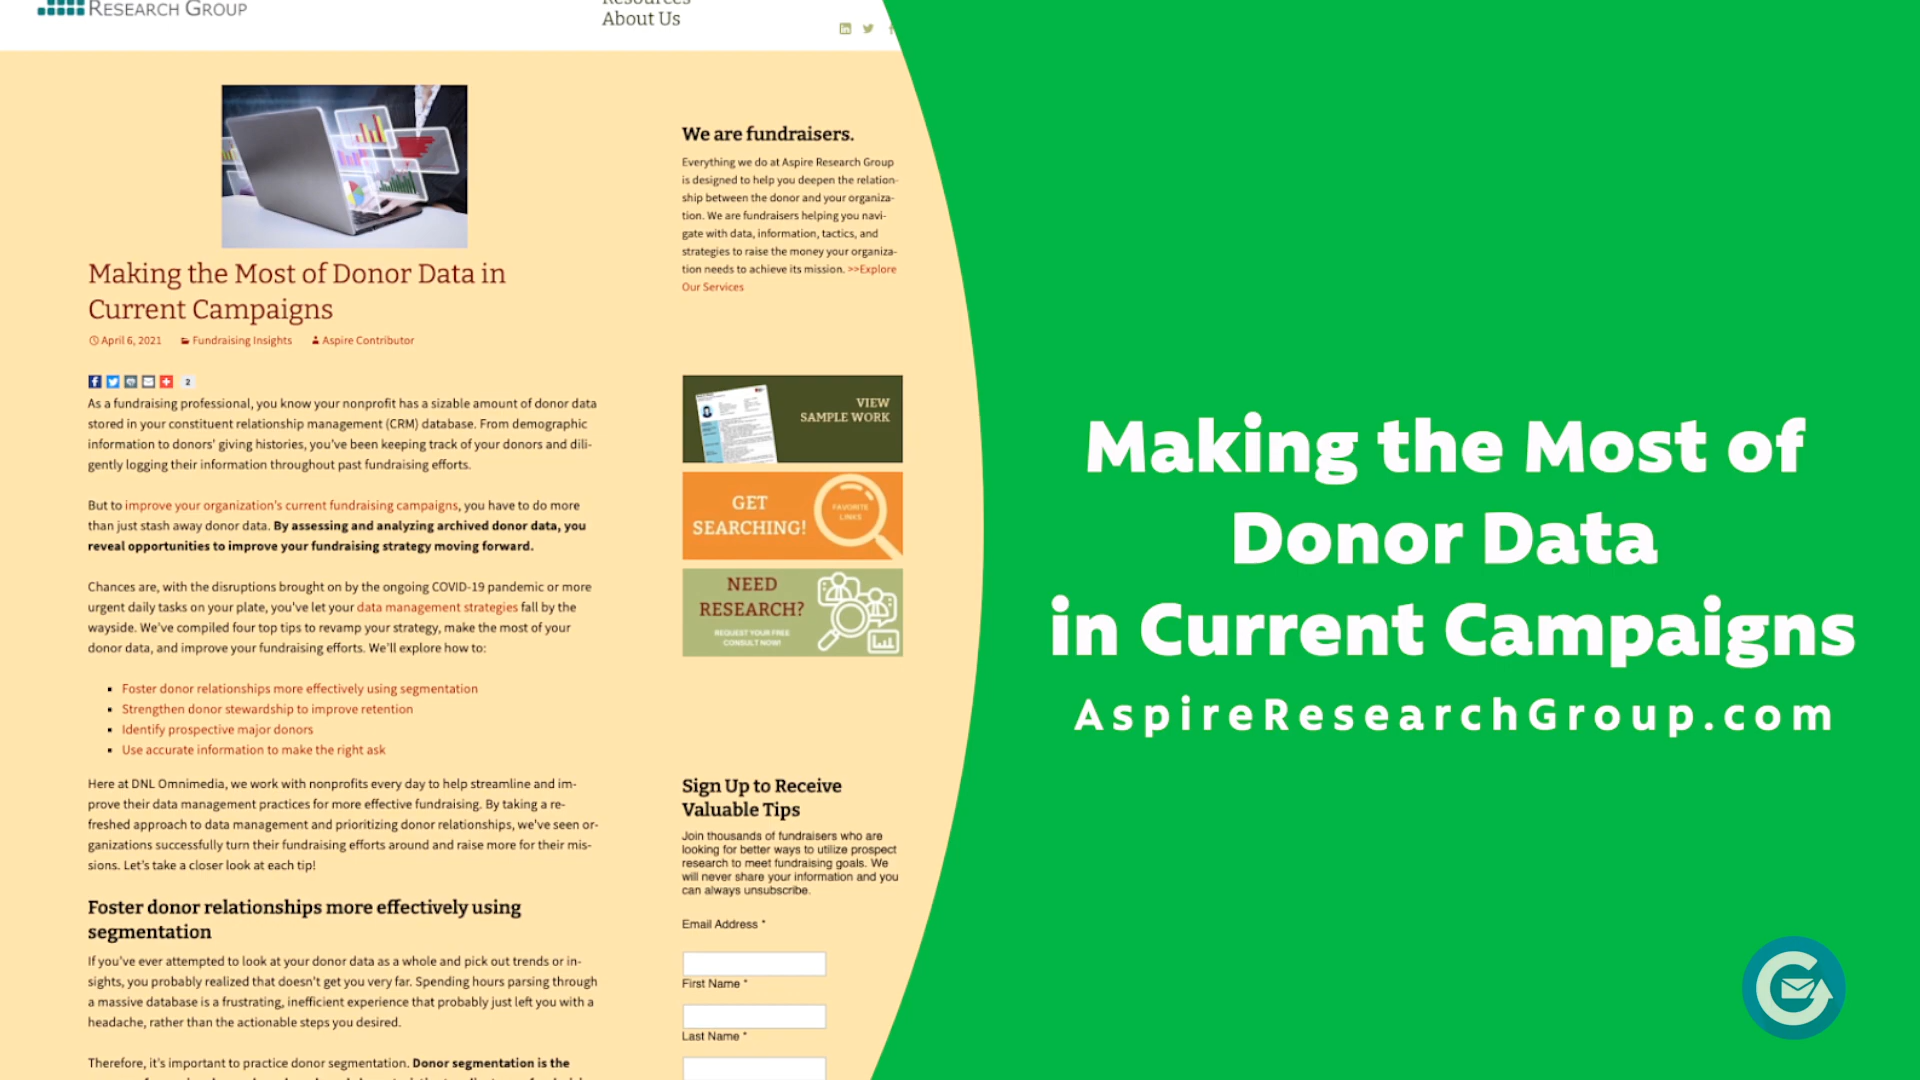 RESEARCH GROUP
Resources
About Us
Making the Most of Donor Data in
Current Campaigns
April 6, 2021 Fundraising Insights Aspire Contributor
2
As a fundraising professional, you know your nonprofit has a sizable amount of donor data
stored in your constituent relationship management (CRM) database. From demographic
information to donors' giving histories, you've been keeping track of your donors and dili-
gently logging their information throughout past fundraising efforts.
But to improve your organization's current fundraising campaigns, you have to do more
than just stash away donor data. By assessing and analyzing archived donor data, you
reveal opportunities to improve your fundraising strategy moving forward.
Chances are, with the disruptions brought on by the ongoing COVID-19 pandemic or more
urgent daily tasks on your plate, you've let your data management strategies fall by the
wayside. We've compiled four top tips to revamp your strategy, make the most of your
donor data, and improve your fundraising efforts. We'll explore how to:
Foster donor relationships more effectively using segmentation
Strengthen donor stewardship to improve retention
Identify prospective major donors
Use accurate information to make the right ask
Here at DNL Omnimedia, we work with nonprofits every day to help streamline and im-
prove their data management practices for more effective fundraising. By taking a re-
freshed approach to data management and prioritizing donor relationships, we've seen or-
ganizations successfully turn their fundraising efforts around and raise more for their mis-
sions. Let's take a closer look at each tip!
Foster donor relationships more effectively using
segmentation
If you've ever attempted to look at your donor data as a whole and pick out trends or in-
sights, you probably realized that doesn't get you very far. Spending hours parsing through
a massive database is a frustrating, inefficient experience that probably just left you with a
headache, rather than the actionable steps you desired.
Therefore, it's important to practice donor segmentation. Donor segmentation is the
We are fundraisers.
Everything we do at Aspire Research Group
is designed to help you deepen the relation-
ship between the donor and your organiza-
tion. We are fundraisers helping you navi-
gate with data, information, tactics, and
strategies to raise the money your organiza-
tion needs to achieve its mission. >>Explore
Our Services
VIEW
SAMPLE WORK
GET
SEARCHING!
FAVORITE
LINKS
NEED
RESEARCH?
REQUEST YOUR FREE
CONSULT NOW!
Sign Up to Receive
Valuable Tips
Join thousands of fundraisers who are
looking for better ways to utilize prospect
research to meet fundraising goals. We
will never share your information and you
can always unsubscribe.
Email Address *
First Name *
Last Name *
Making the Most of
Donor Data
in Current Campaigns
AspireResearchGroup.com